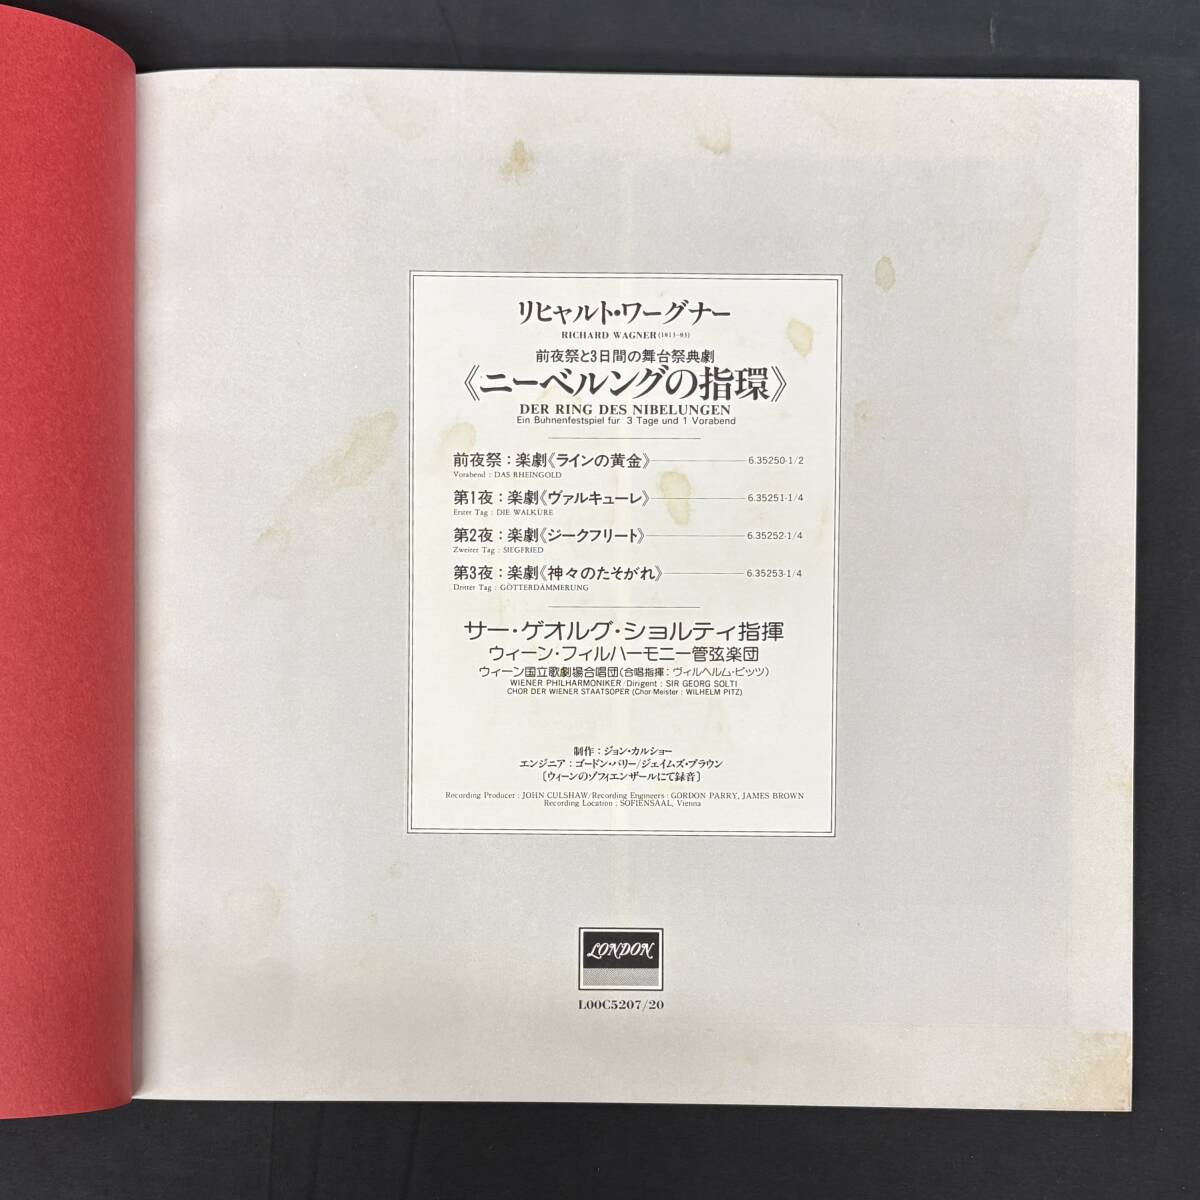 リヒャルト・ワーグナー
RICHARD WAGNER (1813-83)
前夜祭と3日間の舞台祭典劇
《ニーベルングの指環》
DER RING DES NIBELUNGEN
Ein Bühnenfestspiel für 3 Tage und 1 Vorabend
前夜祭：楽劇《ラインの黄金》 6.35250-1/2
Vorabend : DAS RHEINGOLD
第1夜：楽劇《ヴァルキューレ》 6.35251-1/4
Erster Tag : DIE WALKÜRE
第2夜：楽劇《ジークフリート》 6.35252-1/4
Zweiter Tag : SIEGFRIED
第3夜：楽劇《神々のたそがれ》 6.35253-1/4
Dritter Tag : GÖTTERDÄMMERUNG
サー・ゲオルグ・ショルティ指揮
ウィーン・フィルハーモニー管弦楽団
ウィーン国立歌劇場合唱団(合唱指揮：ヴィルヘルム・ピッツ)
WIENER PHILHARMONIKER/Dirigent : SIR GEORG SOLTI
CHOR DER WIENER STAATSOPER (Chor-Meister : WILHELM PITZ)
制作：ジョン・カルショー
エンジニア：ゴードン・パリー/ジェイムズ・ブラウン
〔ウィーンのゾフィエンザールにて録音〕
Recording Producer : JOHN CULSHAW/Recording Engineers : GORDON PARRY, JAMES BROWN
Recording Location : SOFIENSAAL, Vienna
LONDON
L00C5207/20